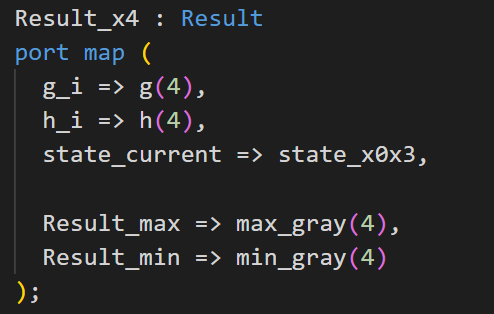 Result_x4 : Result
port map (
g_i => g(4),
h_i => h(4),
state_current => state_x0x3,
Result_max => max_gray(4),
Result_min => min_gray(4)
);